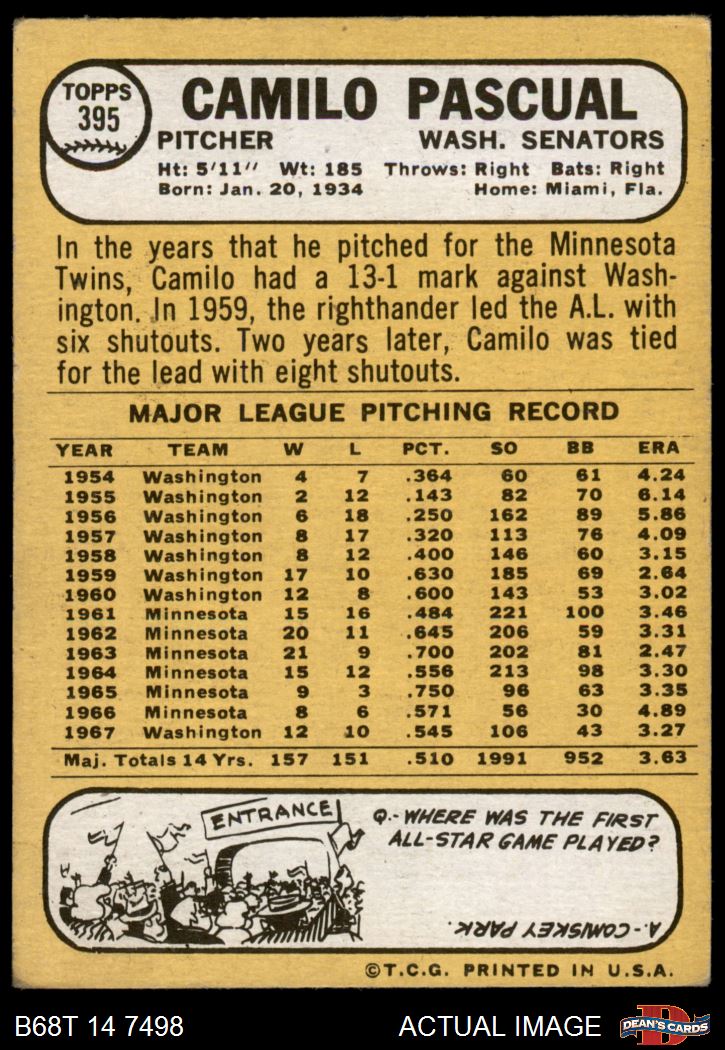 TOPPS
395
CAMILO PASCUAL
PITCHER WASH. SENATORS
Ht: 5'11" Wt: 185 Throws: Right Bats: Right
Born: Jan. 20, 1934 Home: Miami, Fla.
In the years that he pitched for the Minnesota
Twins, Camilo had a 13-1 mark against Wash-
ington. In 1959, the righthander led the A.L. with
six shutouts. Two years later, Camilo was tied
for the lead with eight shutouts.
MAJOR LEAGUE PITCHING RECORD
YEAR TEAM W L PCT. SO BB ERA
1954 Washington 4 7 .364 60 61 4.24
1955 Washington 2 12 .143 82 70 6.14
1956 Washington 6 18 .250 162 89 5.86
1957 Washington 8 17 .320 113 76 4.09
1958 Washington 8 12 .400 146 60 3.15
1959 Washington 17 10 .630 185 69 2.64
1960 Washington 12 8 .600 143 53 3.02
1961 Minnesota 15 16 .484 221 100 3.46
1962 Minnesota 20 11 .645 206 59 3.31
1963 Minnesota 21 9 .700 202 81 2.47
1964 Minnesota 15 12 .556 213 98 3.30
1965 Minnesota 9 3 .750 96 63 3.35
1966 Minnesota 8 6 .571 56 30 4.89
1967 Washington 12 10 .545 106 43 3.27
Maj. Totals 14 Yrs. 157 151 .510 1991 952 3.63
ENTRANCE
Q.-WHERE WAS THE FIRST
ALL-STAR GAME PLAYED?
A.-COMISKEY PARK.
©T.C.G. PRINTED IN U.S.A.
B68T 14 7498 ACTUAL IMAGE
D
DEAN'S CARDS